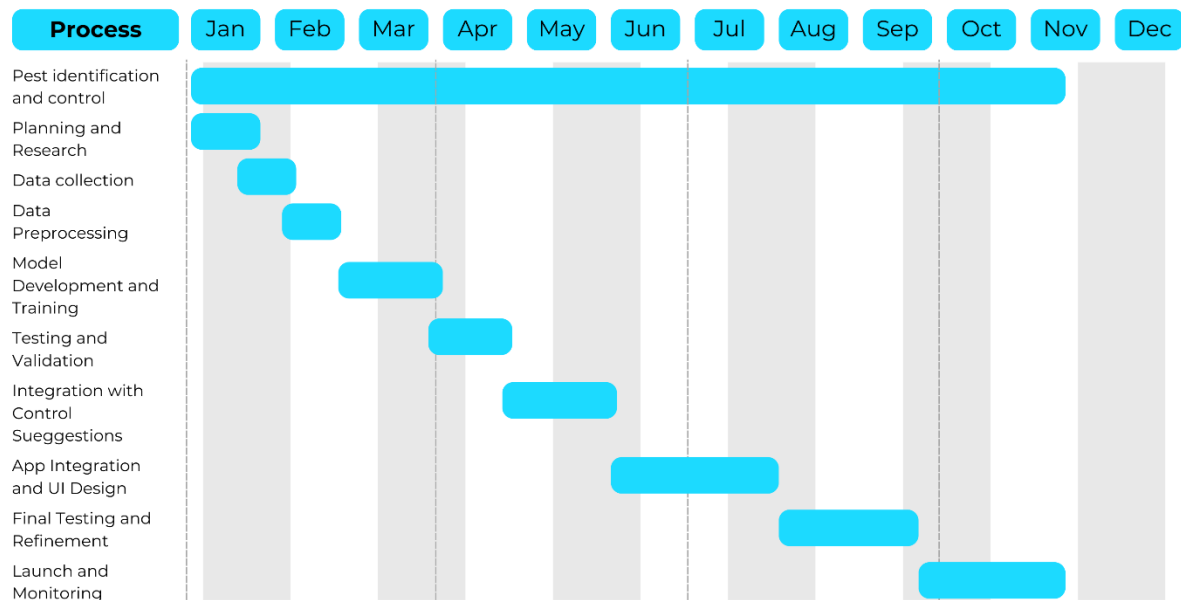 Process Jan Feb Mar Apr May Jun Jul Aug Sep Oct Nov Dec
Pest identification
and control
Planning and
Research
Data collection
Data
Preprocessing
Model
Development and
Training
Testing and
Validation
Integration with
Control
Sueggestions
App Integration
and UI Design
Final Testing and
Refinement
Launch and
Monitoring